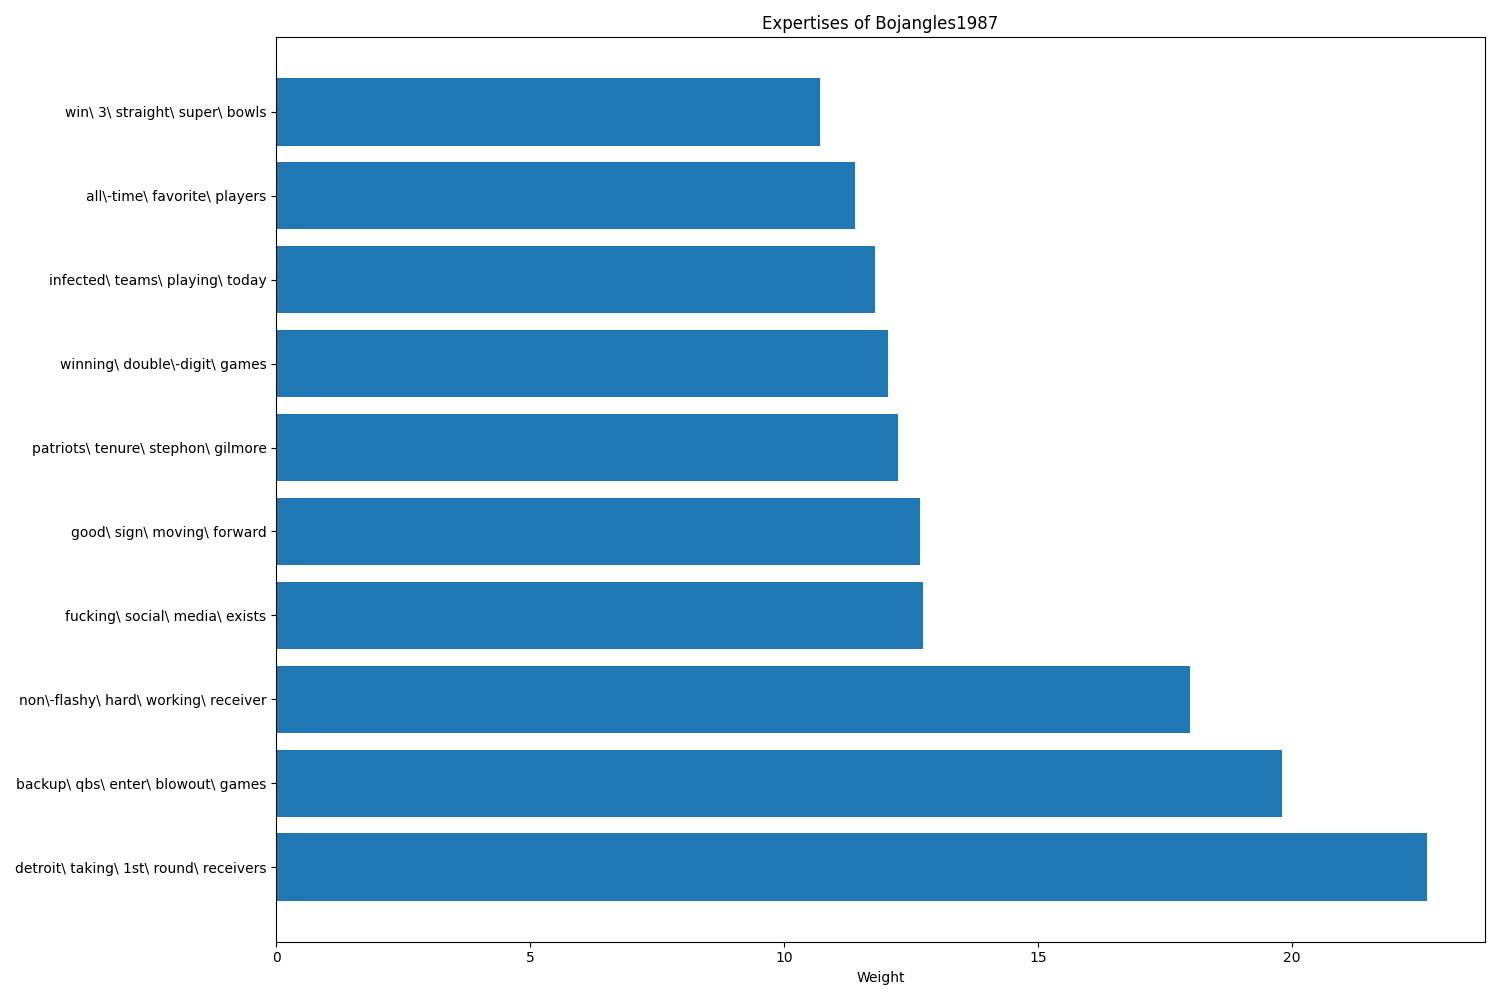 Expertises of Bojangles1987
win\ 3\ straight\ super\ bowls
all\-time\ favorite\ players
infected\ teams\ playing\ today
winning\ double\-digit\ games
patriots\ tenure\ stephon\ gilmore
good\ sign\ moving\ forward
fucking\ social\ media\ exists
non\-flashy\ hard\ working\ receiver
backup\ qbs\ enter\ blowout\ games
detroit\ taking\ 1st\ round\ receivers
0 5 10 15 20
Weight